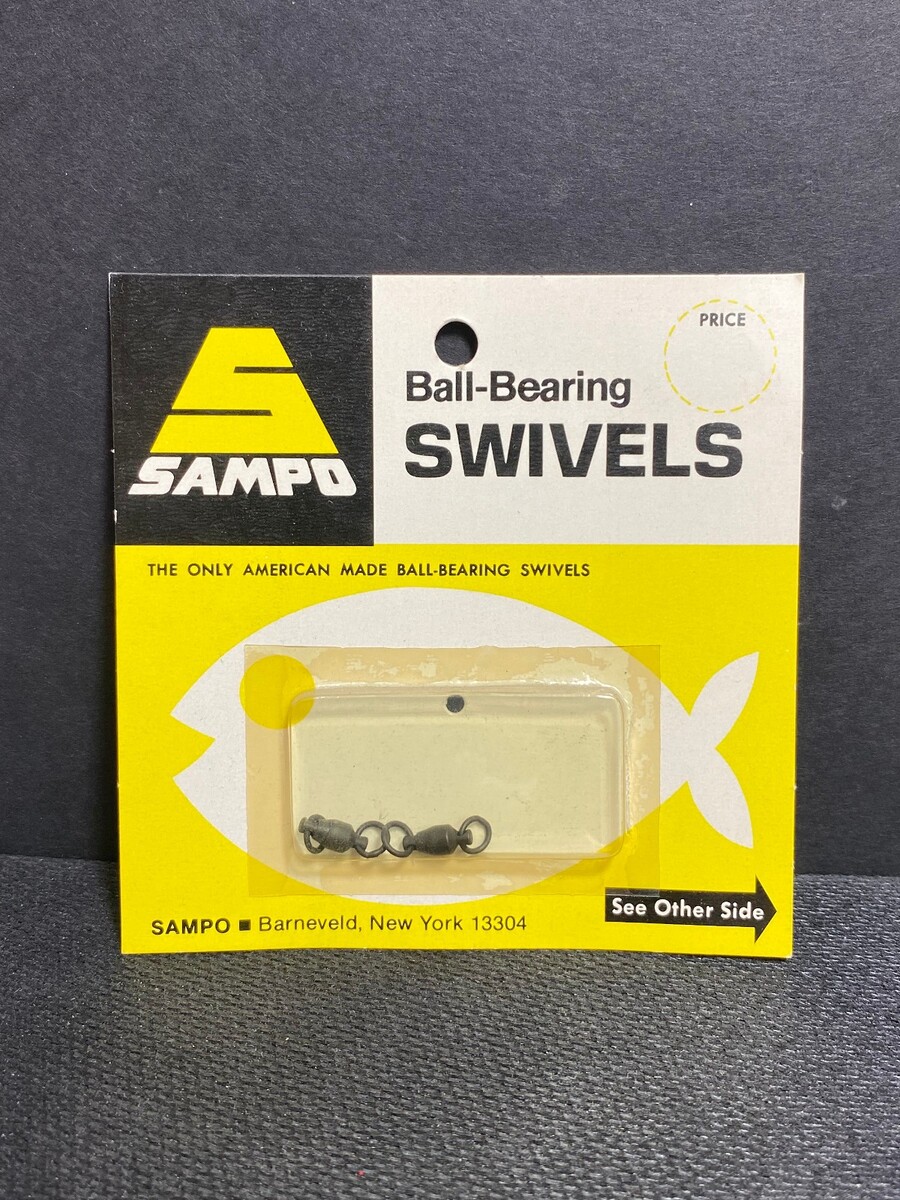 S
SAMPO
PRICE
Ball-Bearing
SWIVELS
THE ONLY AMERICAN MADE BALL-BEARING SWIVELS
SAMPO ■ Barneveld, New York 13304
See Other Side